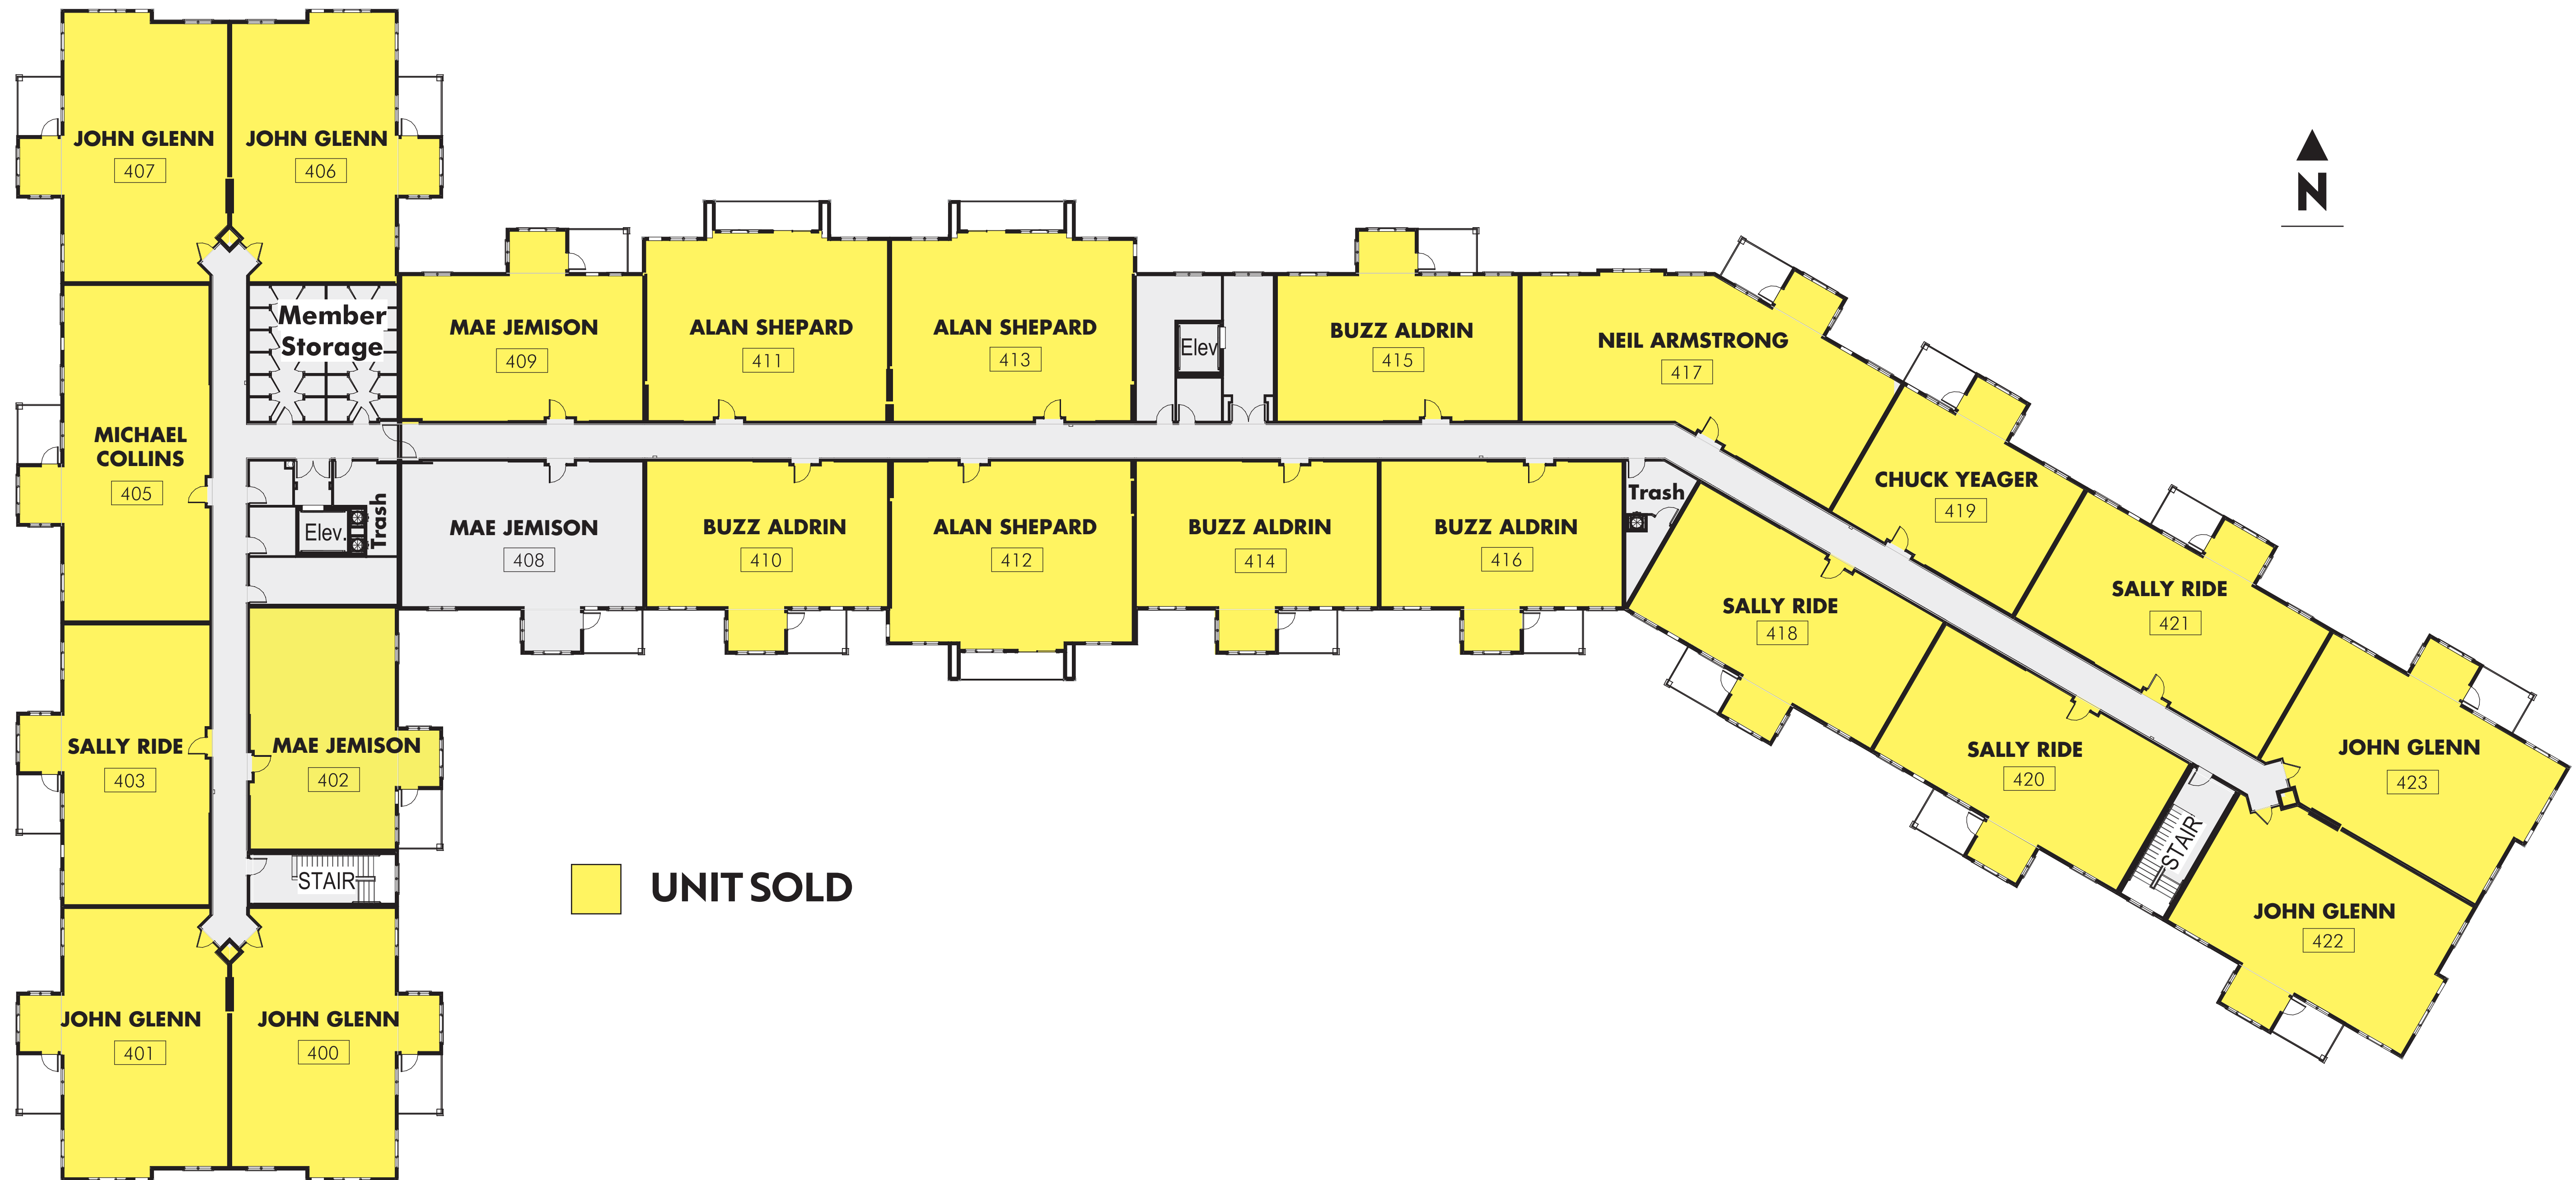 JOHN GLENN
407
JOHN GLENN
406
N
Member
Storage
MAE JEMISON
409
ALAN SHEPARD
411
ALAN SHEPARD
413
Elev
BUZZ ALDRIN
415
NEIL ARMSTRONG
417
MICHAEL
COLLINS
405
Elev.
Trash
MAE JEMISON
408
BUZZ ALDRIN
410
ALAN SHEPARD
412
BUZZ ALDRIN
414
BUZZ ALDRIN
416
Trash
CHUCK YEAGER
419
SALLY RIDE
418
SALLY RIDE
421
SALLY RIDE
403
MAE JEMISON
402
SALLY RIDE
420
JOHN GLENN
423
STAIR
STAIR
UNIT SOLD
JOHN GLENN
422
JOHN GLENN
401
JOHN GLENN
400